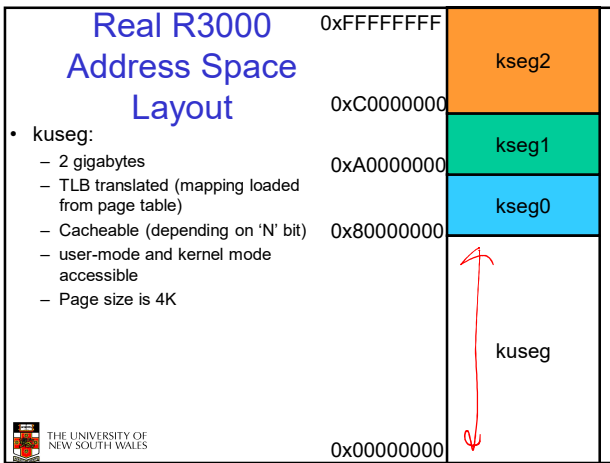 Real R3000
Address Space
Layout
• kuseg:
– 2 gigabytes
– TLB translated (mapping loaded
from page table)
– Cacheable (depending on ‘N’ bit)
– user-mode and kernel mode
accessible
– Page size is 4K
0xFFFFFFFF
kseg2
0xC0000000
kseg1
0xA0000000
kseg0
0x80000000
kuseg
0x00000000
THE UNIVERSITY OF
NEW SOUTH WALES